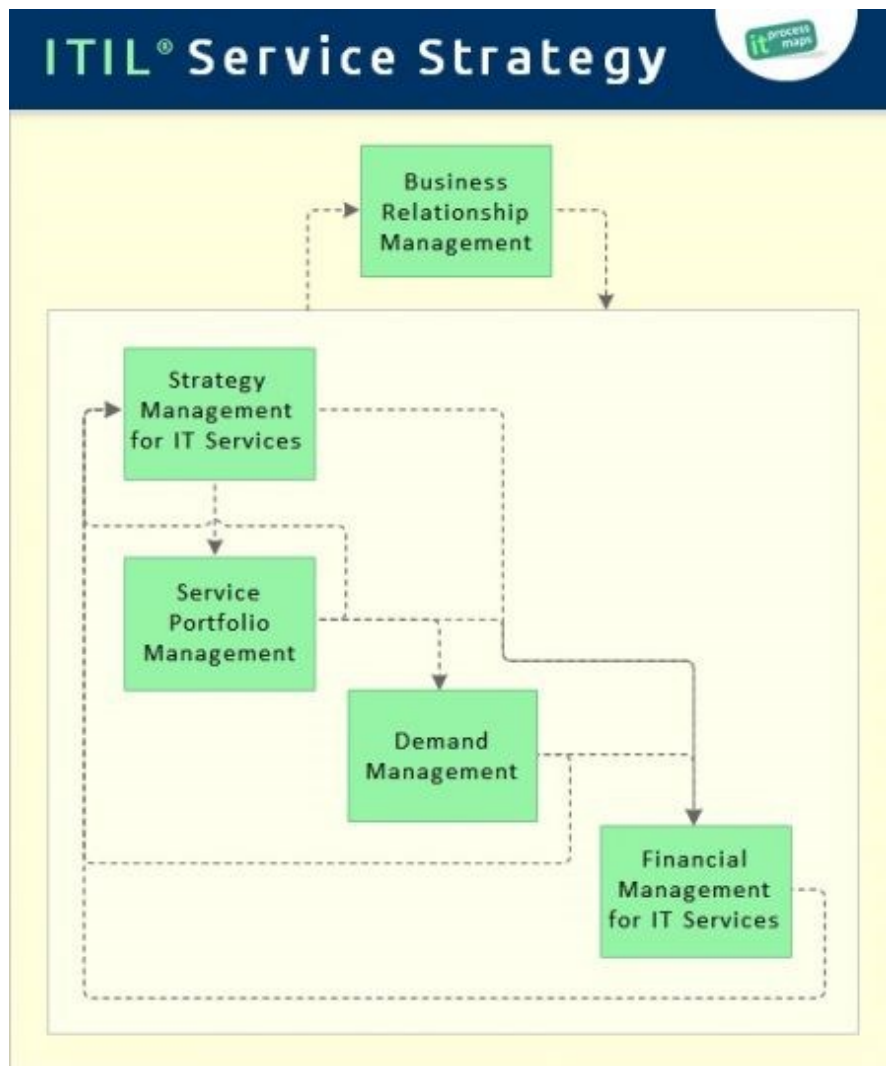 ITIL® Service Strategy
it process
maps
Business
Relationship
Management
Strategy
Management
for IT Services
Service
Portfolio
Management
Demand
Management
Financial
Management
for IT Services